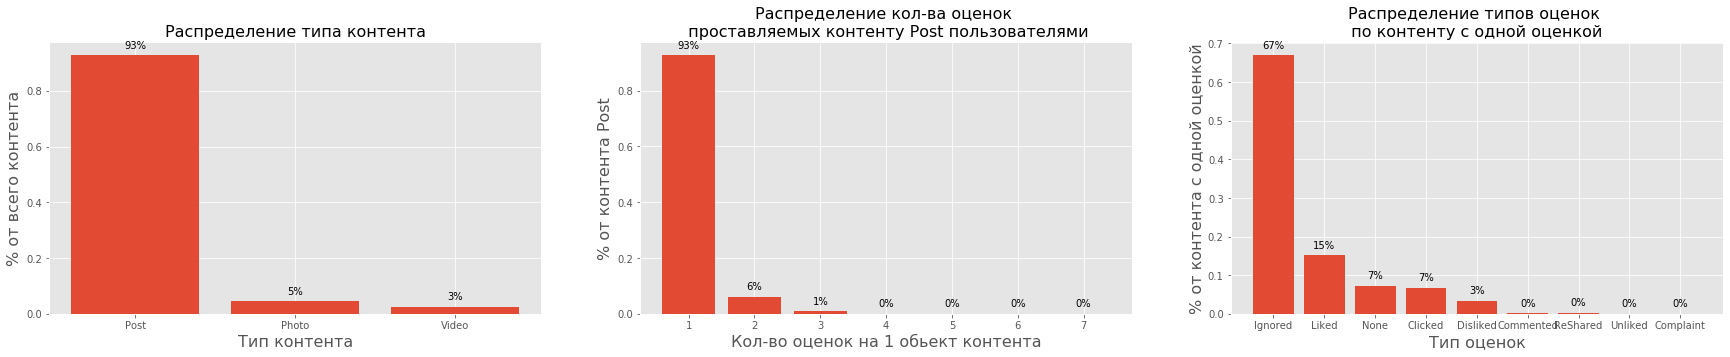 Распределение типа контента
% от всего контента
0.8
0.6
0.4
0.2
0.0
93%
5%
3%
Post Photo Video
Тип контента
Распределение кол-ва оценок
проставляемых контенту Post пользователями
% от контента Post
0.8
0.6
0.4
0.2
0.0
93%
6%
1%
0%
0%
0%
0%
1 2 3 4 5 6 7
Кол-во оценок на 1 обьект контента
Распределение типов оценок
по контенту с одной оценкой
% от контента с одной оценкой
0.7
0.6
0.5
0.4
0.3
0.2
0.1
0.0
67%
15%
7%
7%
3%
0%
0%
0%
0%
Ignored Liked None Clicked Disliked Commented ReShared Unliked Complaint
Тип оценок